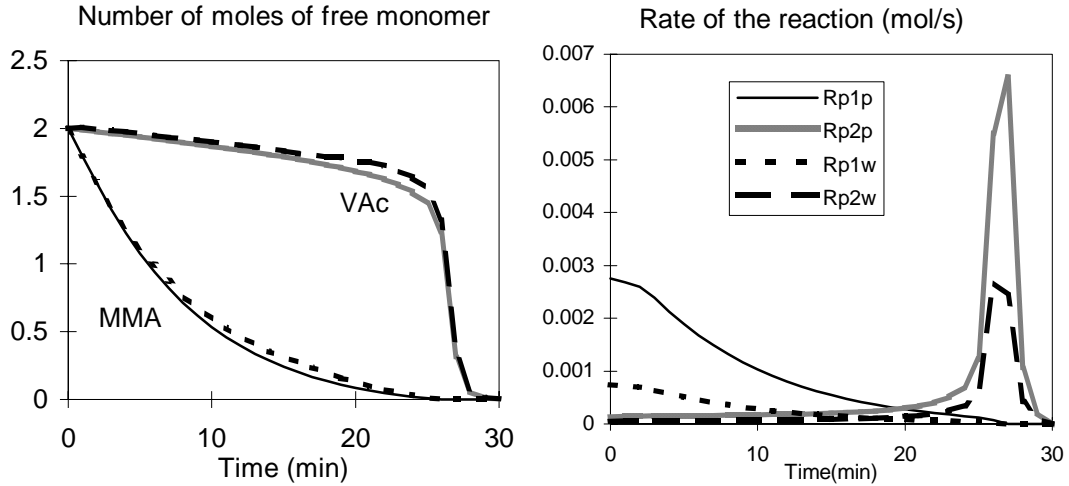 Number of moles of free monomer
2.5
2
1.5
1
0.5
0
VAc
MMA
0
10
20
30
Time (min)
Rate of the reaction (mol/s)
0.007
0.006
0.005
0.004
0.003
0.002
0.001
0
Rp1p
Rp2p
Rp1w
Rp2w
0
10
20
30
Time(min)